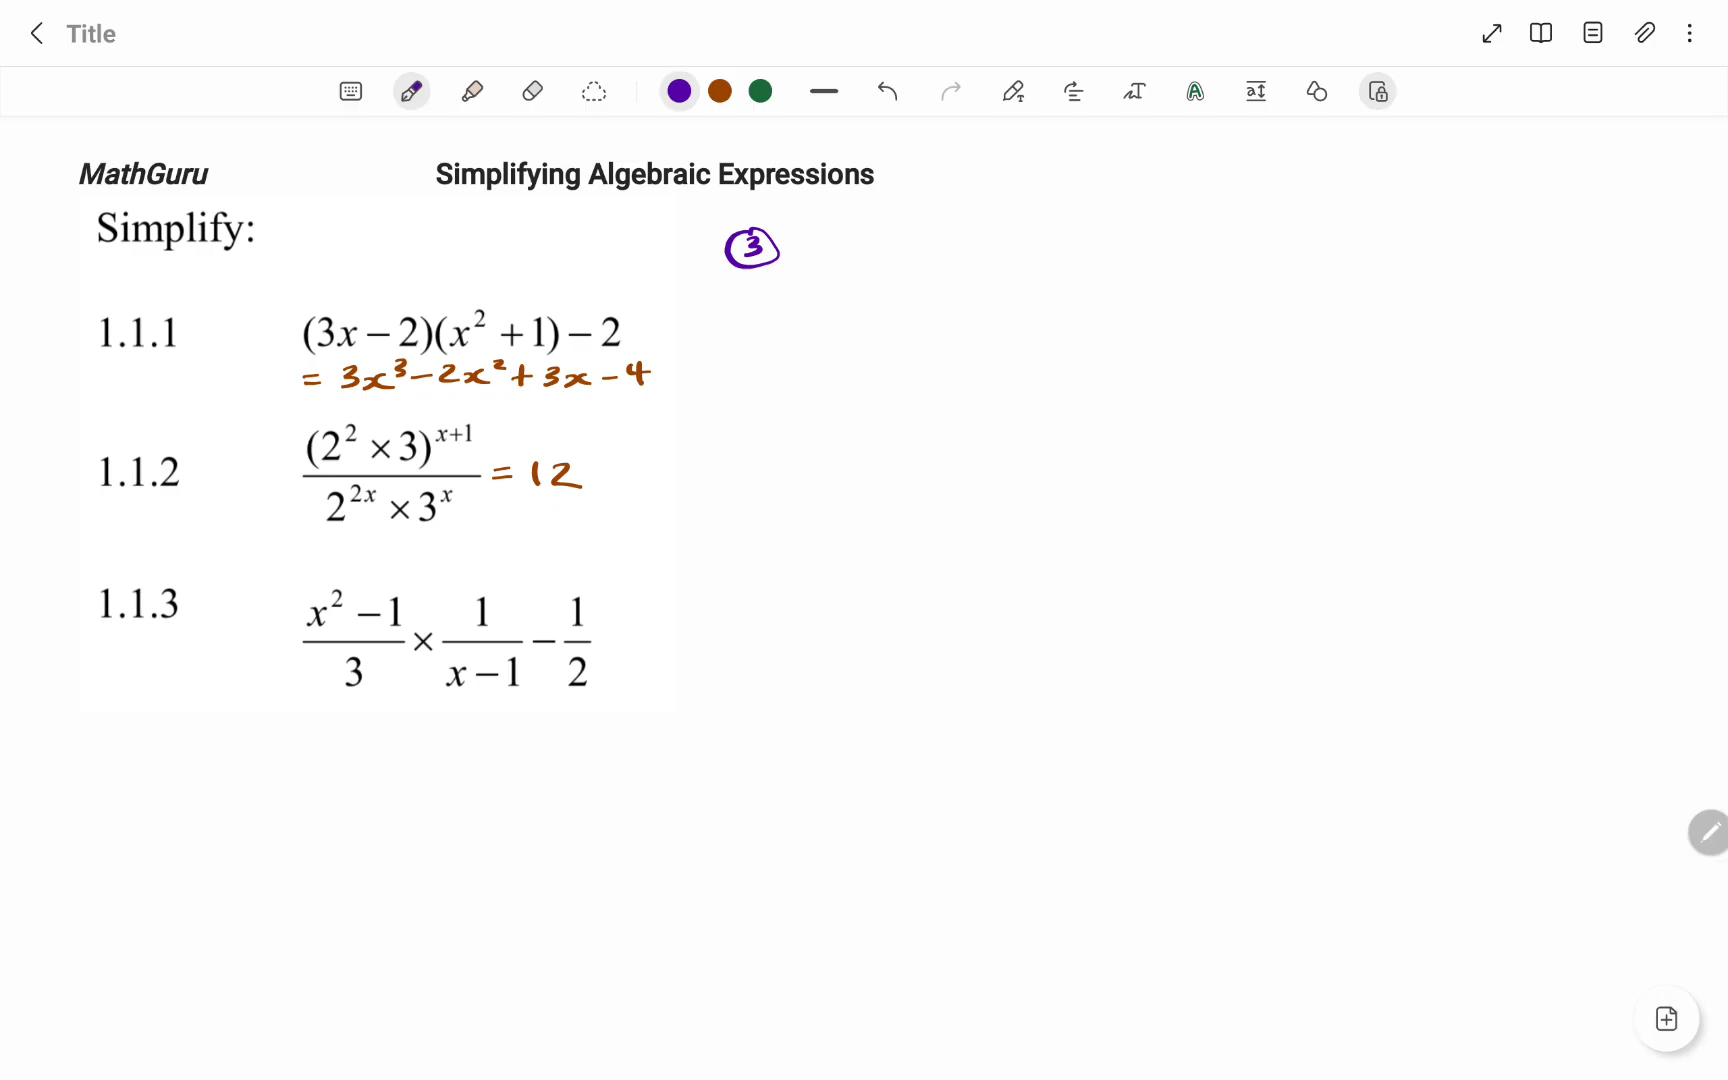 Title
MathGuru Simplifying Algebraic Expressions
Simplify:
③
1.1.1 (3x − 2)(x² + 1) − 2
= 3x³ − 2x² + 3x − 4
1.1.2 (2² × 3)^(x+1) / (2^(2x) × 3^x) = 12
1.1.3 (x² − 1)/3 × 1/(x − 1) − 1/2